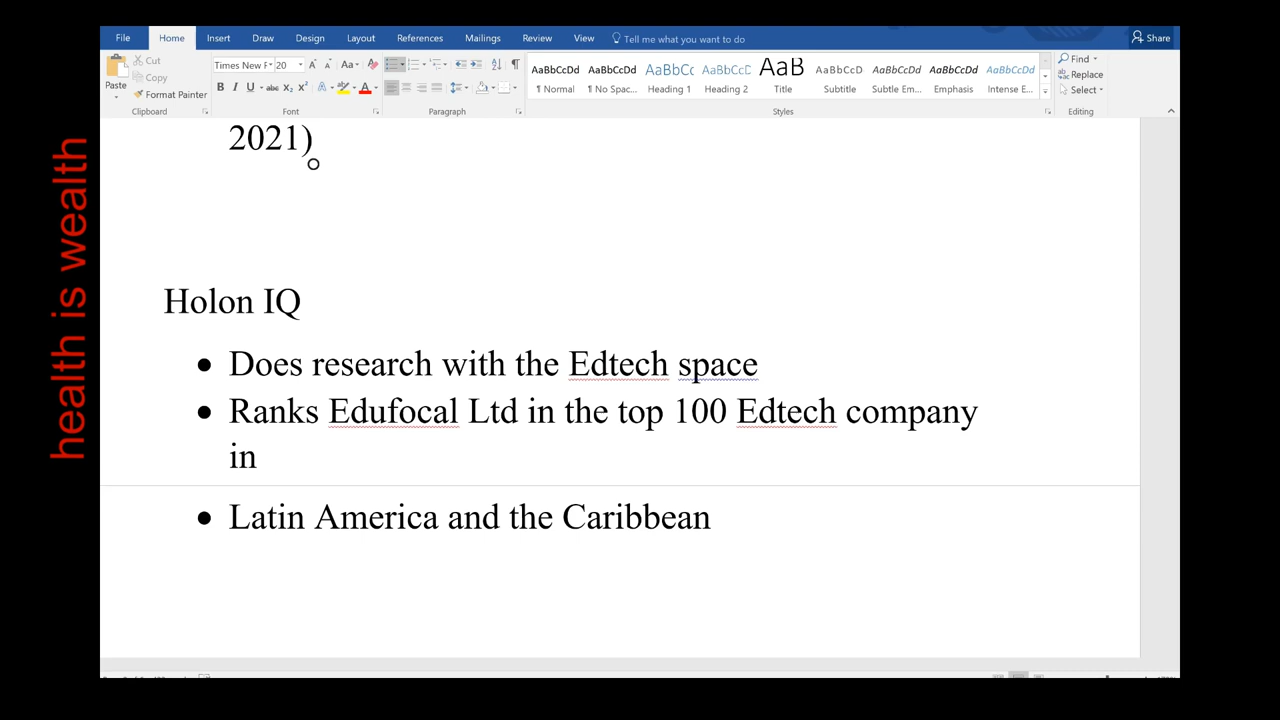 File Home Insert Draw Design Layout References Mailings Review View Tell me what you want to do Share
Paste
Cut
Copy
Format Painter
Clipboard
Times New F 20
Font
Paragraph
AaBbCcDd AaBbCcDd AaBbCc AaBbCcD AaB AaBbCcD AaBbCcDd AaBbCcDd AaBbCcDd
¶ Normal ¶ No Spac... Heading 1 Heading 2 Title Subtitle Subtle Em... Emphasis Intense E...
Styles
Find
Replace
Select
Editing
health is wealth
2021)
Holon IQ
• Does research with the Edtech space
• Ranks Edufocal Ltd in the top 100 Edtech company
in
• Latin America and the Caribbean